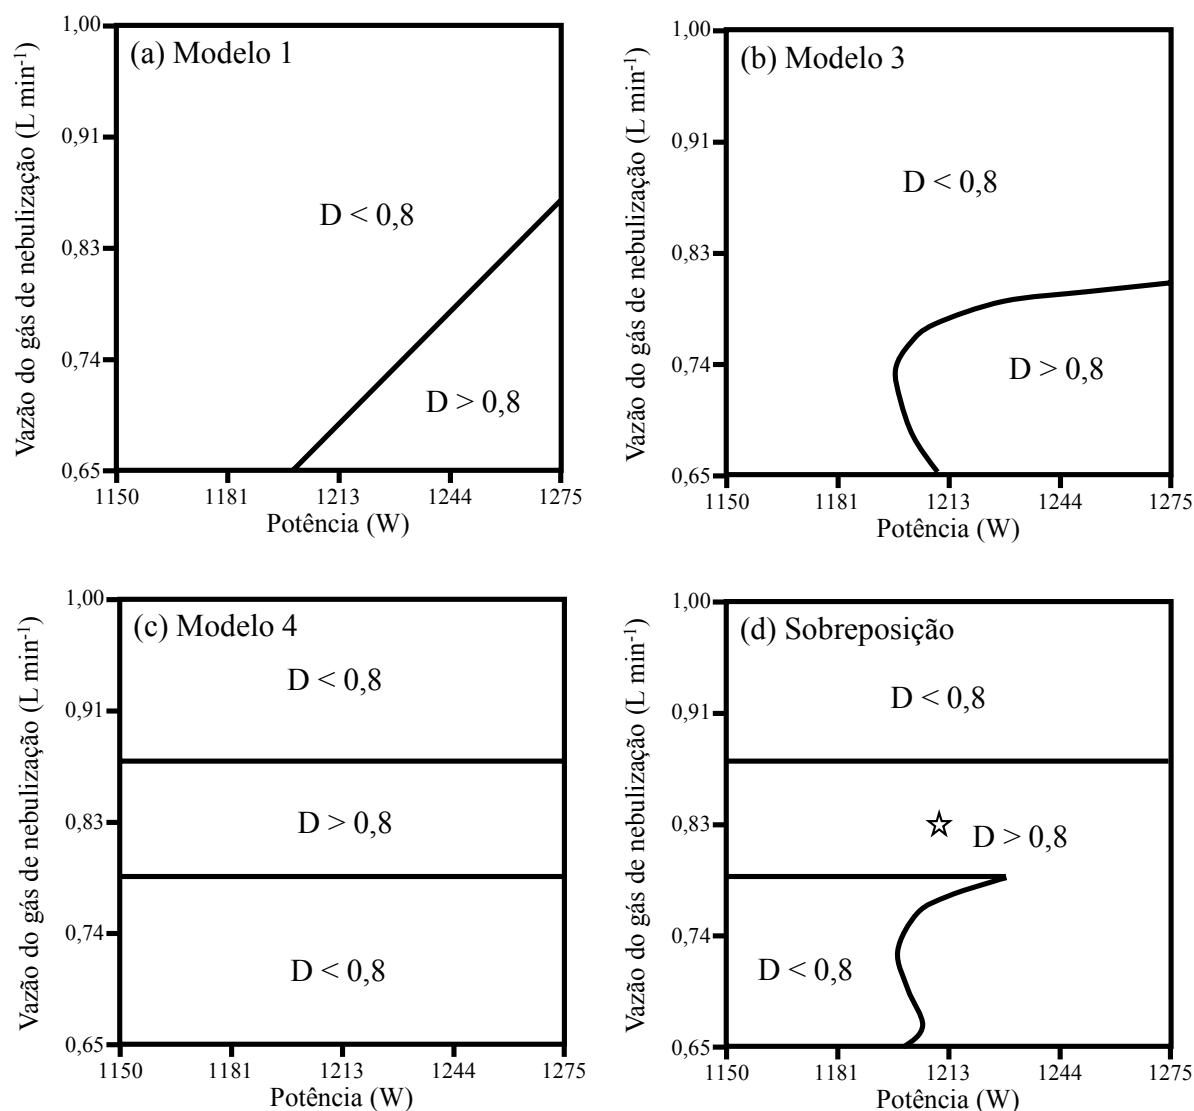 (a) Modelo 1
Vazão do gás de nebulização (L min⁻¹)
1,00
0,91
0,83
0,74
0,65
D < 0,8
D > 0,8
1150 1181 1213 1244 1275
Potência (W)
(b) Modelo 3
Vazão do gás de nebulização (L min⁻¹)
1,00
0,91
0,83
0,74
0,65
D < 0,8
D > 0,8
1150 1181 1213 1244 1275
Potência (W)
(c) Modelo 4
Vazão do gás de nebulização (L min⁻¹)
1,00
0,91
0,83
0,74
0,65
D < 0,8
D > 0,8
D < 0,8
1150 1181 1213 1244 1275
Potência (W)
(d) Sobreposição
Vazão do gás de nebulização (L min⁻¹)
1,00
0,91
0,83
0,74
0,65
D < 0,8
D > 0,8
D < 0,8
1150 1181 1213 1244 1275
Potência (W)